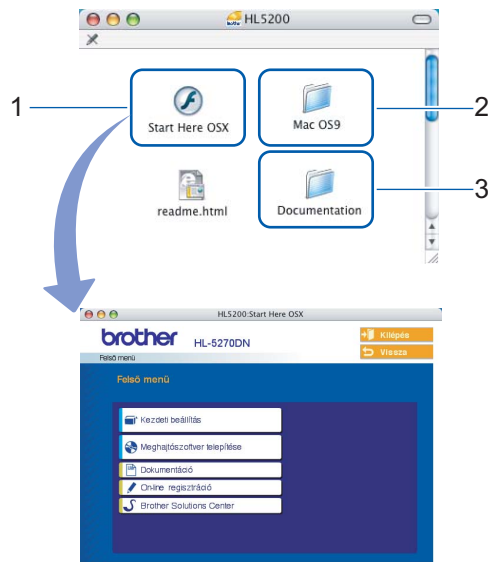 HL5200
1
Start Here OSX
Mac OS9
2
readme.html
Documentation
3
HL5200:Start Here OSX
brother HL-5270DN
Kilépés
Vissza
Felső menü
Felső menü
Kezdeti beállítás
Meghajtószoftver telepítése
Dokumentáció
On-line regisztráció
Brother Solutions Center